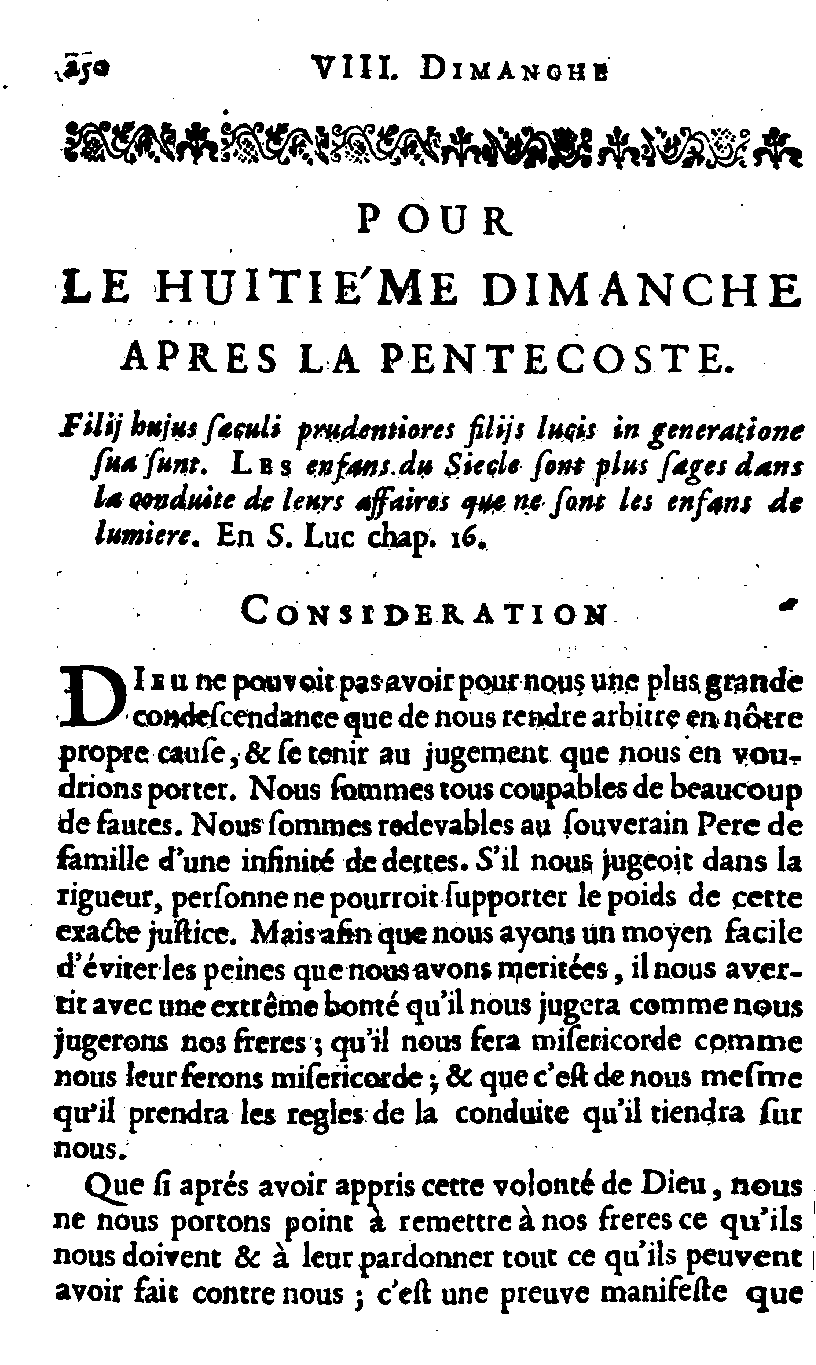 250 VIII. DIMANCHE
POUR
LE HUITIE'ME DIMANCHE
APRES LA PENTECOSTE.
Filij hujus ſæculi prudentiores filijs lucis in generatione
ſua ſunt. LES enfans du Siecle ſont plus ſages dans
la conduite de leurs affaires que ne ſont les enfans de
lumiere. En S. Luc chap. 16.
CONSIDERATION
DIEU ne pouvoit pas avoir pour nous une plus grande
condeſcendance que de nous rendre arbitre en nôtre
propre cauſe, & ſe tenir au jugement que nous en vou-
drions porter. Nous ſommes tous coupables de beaucoup
de fautes. Nous ſommes redevables au ſouverain Pere de
famille d'une infinité de dettes. S'il nous jugeoit dans la
rigueur, perſonne ne pourroit ſupporter le poids de cette
exacte juſtice. Mais afin que nous ayons un moyen facile
d'éviter les peines que nous avons meritées, il nous aver-
tit avec une extrême bonté qu'il nous jugera comme nous
jugerons nos freres; qu'il nous fera miſericorde comme
nous leur ferons miſericorde; & que c'eſt de nous meſme
qu'il prendra les regles de la conduite qu'il tiendra ſur
nous.
Que ſi aprés avoir appris cette volonté de Dieu, nous
ne nous portons point à remettre à nos freres ce qu'ils
nous doivent & à leur pardonner tout ce qu'ils peuvent
avoir fait contre nous; c'eſt une preuve manifeſte que